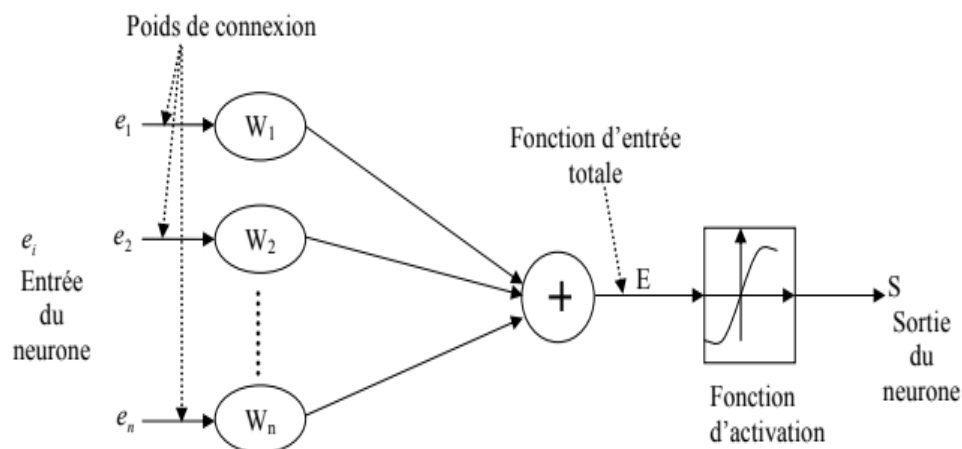 Poids de connexion
e₁
W₁
Fonction d'entrée
totale
e₂
W₂
eᵢ
Entrée
du
neurone
+
E
S
Sortie
du
neurone
eₙ
Wₙ
Fonction
d'activation